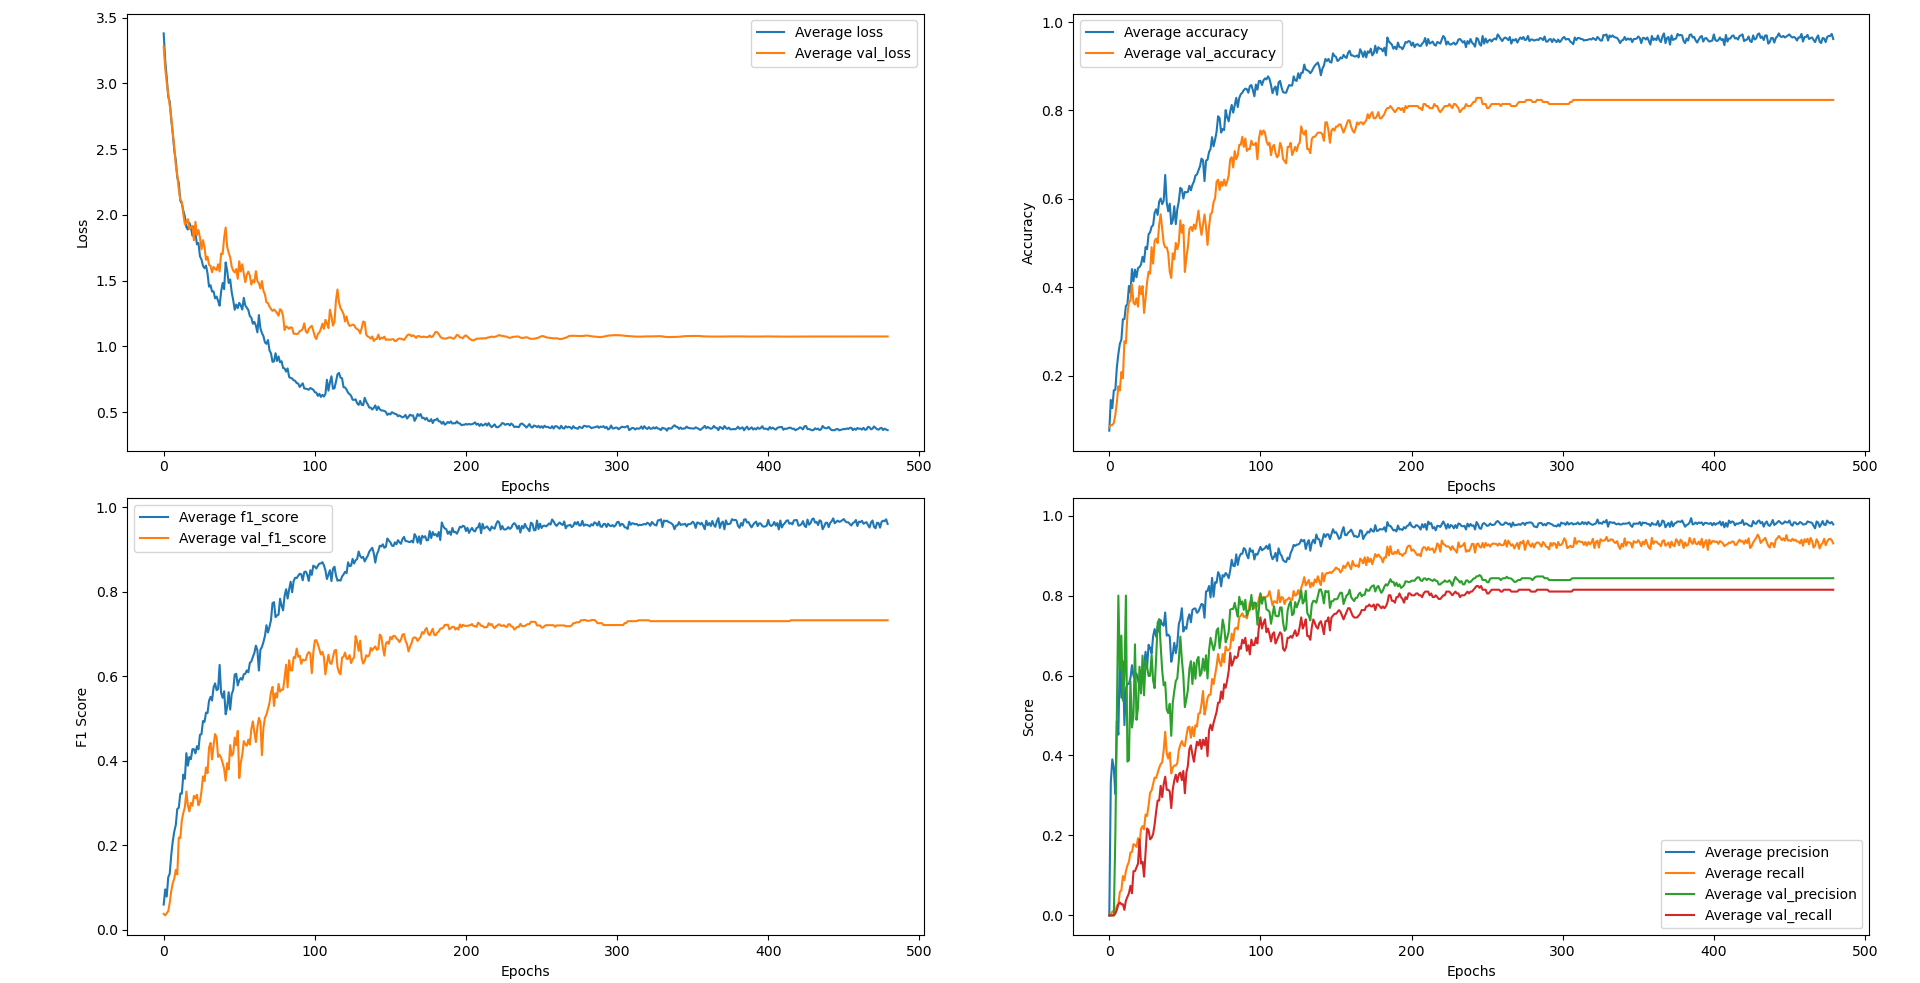 3.5
3.0
2.5
2.0
1.5
1.0
0.5
Loss
Average loss
Average val_loss
0 100 200 300 400 500
Epochs
1.0
0.8
0.6
0.4
0.2
Accuracy
Average accuracy
Average val_accuracy
0 100 200 300 400 500
Epochs
1.0
0.8
0.6
0.4
0.2
0.0
F1 Score
Average f1_score
Average val_f1_score
0 100 200 300 400 500
Epochs
1.0
0.8
0.6
0.4
0.2
0.0
Score
Average precision
Average recall
Average val_precision
Average val_recall
0 100 200 300 400 500
Epochs